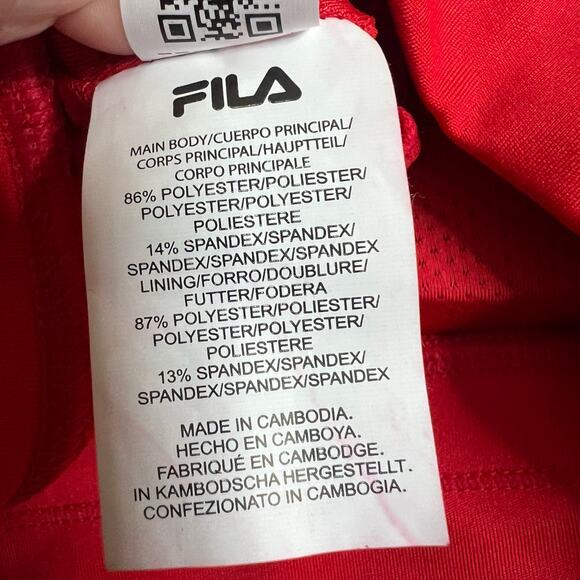 FILA
MAIN BODY/CUERPO PRINCIPAL/
CORPS PRINCIPAL/HAUPTTEIL/
CORPO PRINCIPALE
86% POLYESTER/POLIESTER/
POLYESTER/POLYESTER/
POLIESTERE
14% SPANDEX/SPANDEX/
SPANDEX/SPANDEX/SPANDEX
LINING/FORRO/DOUBLURE/
FUTTER/FODERA
87% POLYESTER/POLIESTER/
POLYESTER/POLYESTER/
POLIESTERE
13% SPANDEX/SPANDEX/
SPANDEX/SPANDEX/SPANDEX
MADE IN CAMBODIA.
HECHO EN CAMBOYA.
FABRIQUÉ EN CAMBODGE.
IN KAMBODSCHA HERGESTELLT.
CONFEZIONATO IN CAMBOGIA.